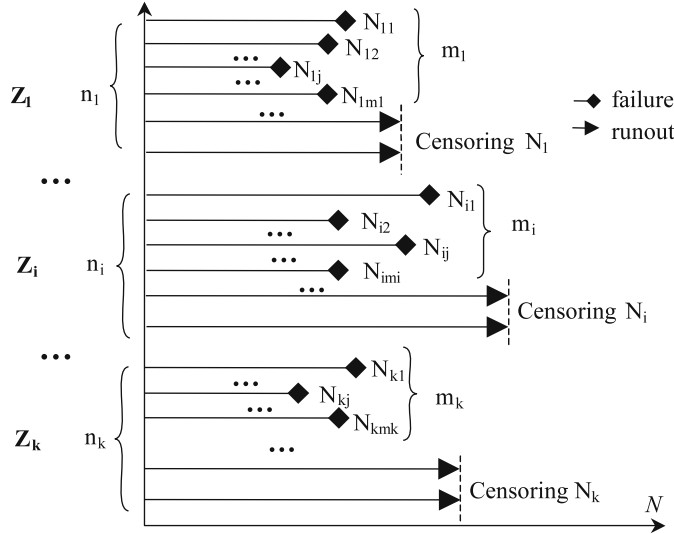 N11
N12
m1
...
N1j
n1
...
Z1
N1m1
failure
...
runout
Censoring N1
...
Ni1
Ni2
mi
...
Nij
Zi
ni
...
Nimi
...
Censoring Ni
...
Nk1
...
Nkj
mk
...
Nkmk
Zk
nk
...
Censoring Nk
N